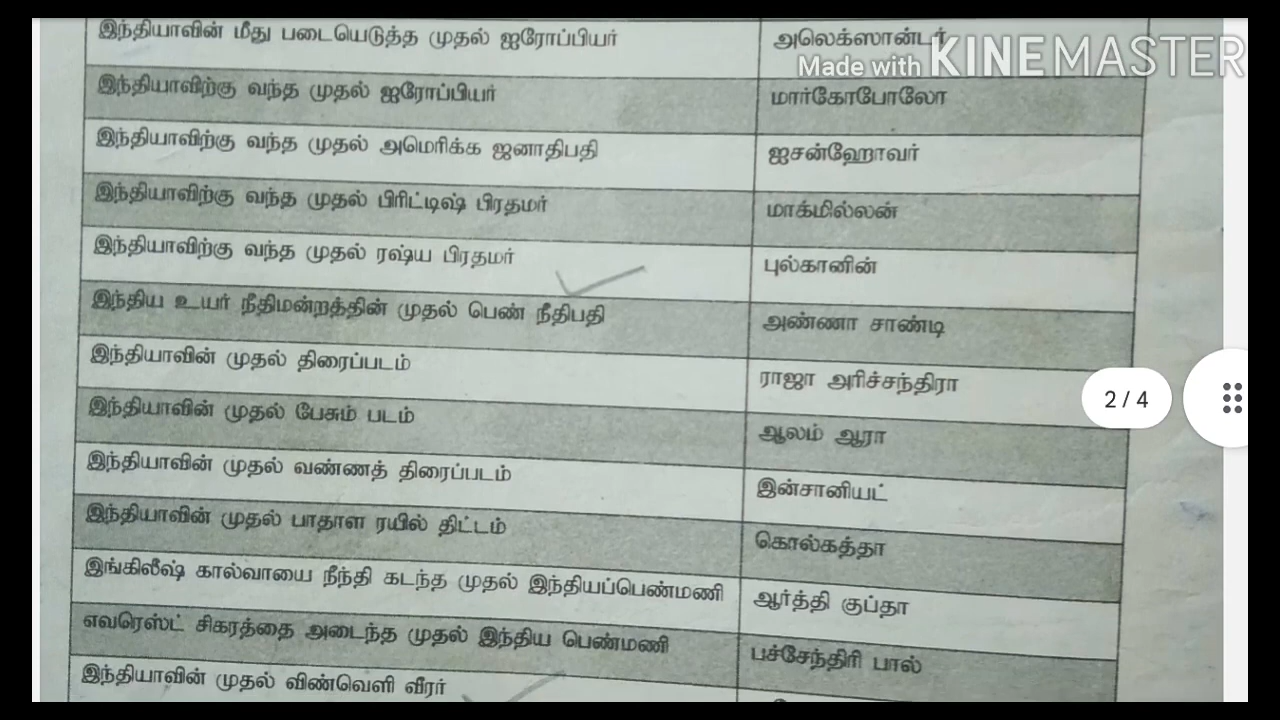 இந்தியாவின் மீது படையெடுத்த முதல் ஐரோப்பியர் அலெக்ஸாண்டர்
Made with KINEMASTER
இந்தியாவிற்கு வந்த முதல் ஐரோப்பியர் மார்கோபோலோ
இந்தியாவிற்கு வந்த முதல் அமெரிக்க ஜனாதிபதி ஐசன்ஹோவர்
இந்தியாவிற்கு வந்த முதல் பிரிட்டிஷ் பிரதமர் மாக்மில்லன்
இந்தியாவிற்கு வந்த முதல் ரஷ்ய பிரதமர் புல்கானின்
இந்திய உயர் நீதிமன்றத்தின் முதல் பெண் நீதிபதி அண்ணா சாண்டி
இந்தியாவின் முதல் திரைப்படம் ராஜா அரிச்சந்திரா
2 / 4
இந்தியாவின் முதல் பேசும் படம் ஆலம் ஆரா
இந்தியாவின் முதல் வண்ணத் திரைப்படம் இன்சானியட்
இந்தியாவின் முதல் பாதாள ரயில் திட்டம் கொல்கத்தா
இங்கிலீஷ் கால்வாயை நீந்தி கடந்த முதல் இந்தியப்பெண்மணி ஆர்த்தி குப்தா
எவரெஸ்ட் சிகரத்தை அடைந்த முதல் இந்திய பெண்மணி பச்சேந்திரி பால்
இந்தியாவின் முதல் விண்வெளி வீரர்